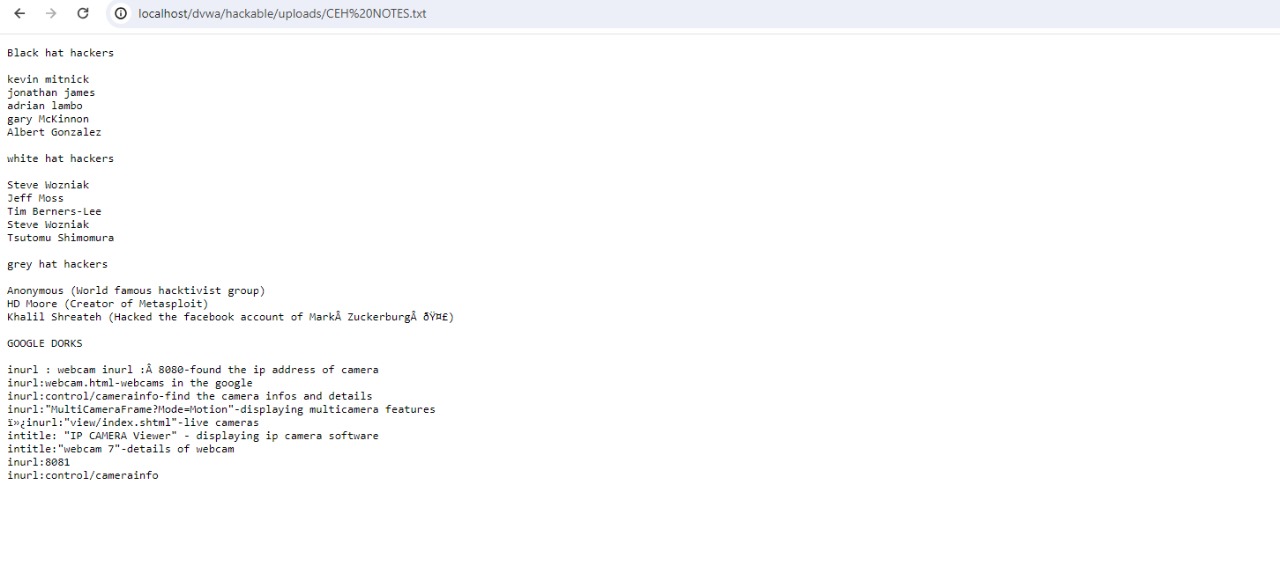 localhost/dvwa/hackable/uploads/CEH%20NOTES.txt
Black hat hackers
kevin mitnick
jonathan james
adrian lambo
gary McKinnon
Albert Gonzalez
white hat hackers
Steve Wozniak
Jeff Moss
Tim Berners-Lee
Steve Wozniak
Tsutomu Shimomura
grey hat hackers
Anonymous (World famous hacktivist group)
HD Moore (Creator of Metasploit)
Khalil Shreateh (Hacked the facebook account of MarkÂ ZuckerburgÂ ðŸ¤£)
GOOGLE DORKS
inurl : webcam inurl :Â 8080-found the ip address of camera
inurl:webcam.html-webcams in the google
inurl:control/camerainfo-find the camera infos and details
inurl:"MultiCameraFrame?Mode=Motion"-displaying multicamera features
ï»¿inurl:"view/index.shtml"-live cameras
intitle: "IP CAMERA Viewer" - displaying ip camera software
intitle:"webcam 7"-details of webcam
inurl:8081
inurl:control/camerainfo